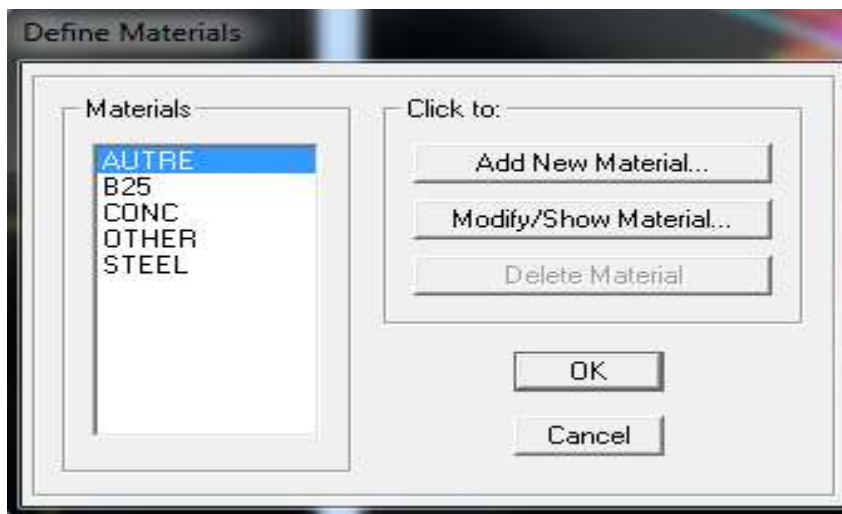 Define Materials
Materials
AUTRE
B25
CONC
OTHER
STEEL
Click to:
Add New Material...
Modify/Show Material...
Delete Material
OK
Cancel